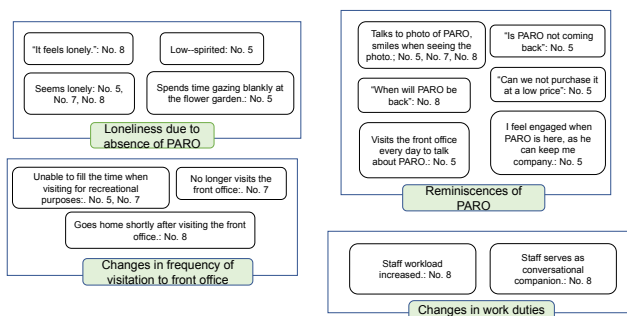 “It feels lonely.”: No. 8
Low--spirited: No. 5
Seems lonely: No. 5,
No. 7, No. 8
Spends time gazing blankly at
the flower garden.: No. 5
Loneliness due to
absence of PARO
Unable to fill the time when
visiting for recreational
purposes:. No. 5, No. 7
No longer visits the
front office:. No. 7
Goes home shortly after visiting the front
office.: No. 8
Changes in frequency of
visitation to front office
Talks to photo of PARO,
smiles when seeing the
photo.; No. 5, No. 7, No. 8
“Is PARO not coming
back”: No. 5
“When will PARO be
back”: No. 8
“Can we not purchase it
at a low price”: No. 5
Visits the front office
every day to talk
about PARO.: No. 5
I feel engaged when
PARO is here, as he
can keep me
company.: No. 5
Reminiscences of
PARO
Staff workload
increased.: No. 8
Staff serves as
conversational
companion.: No. 8
Changes in work duties